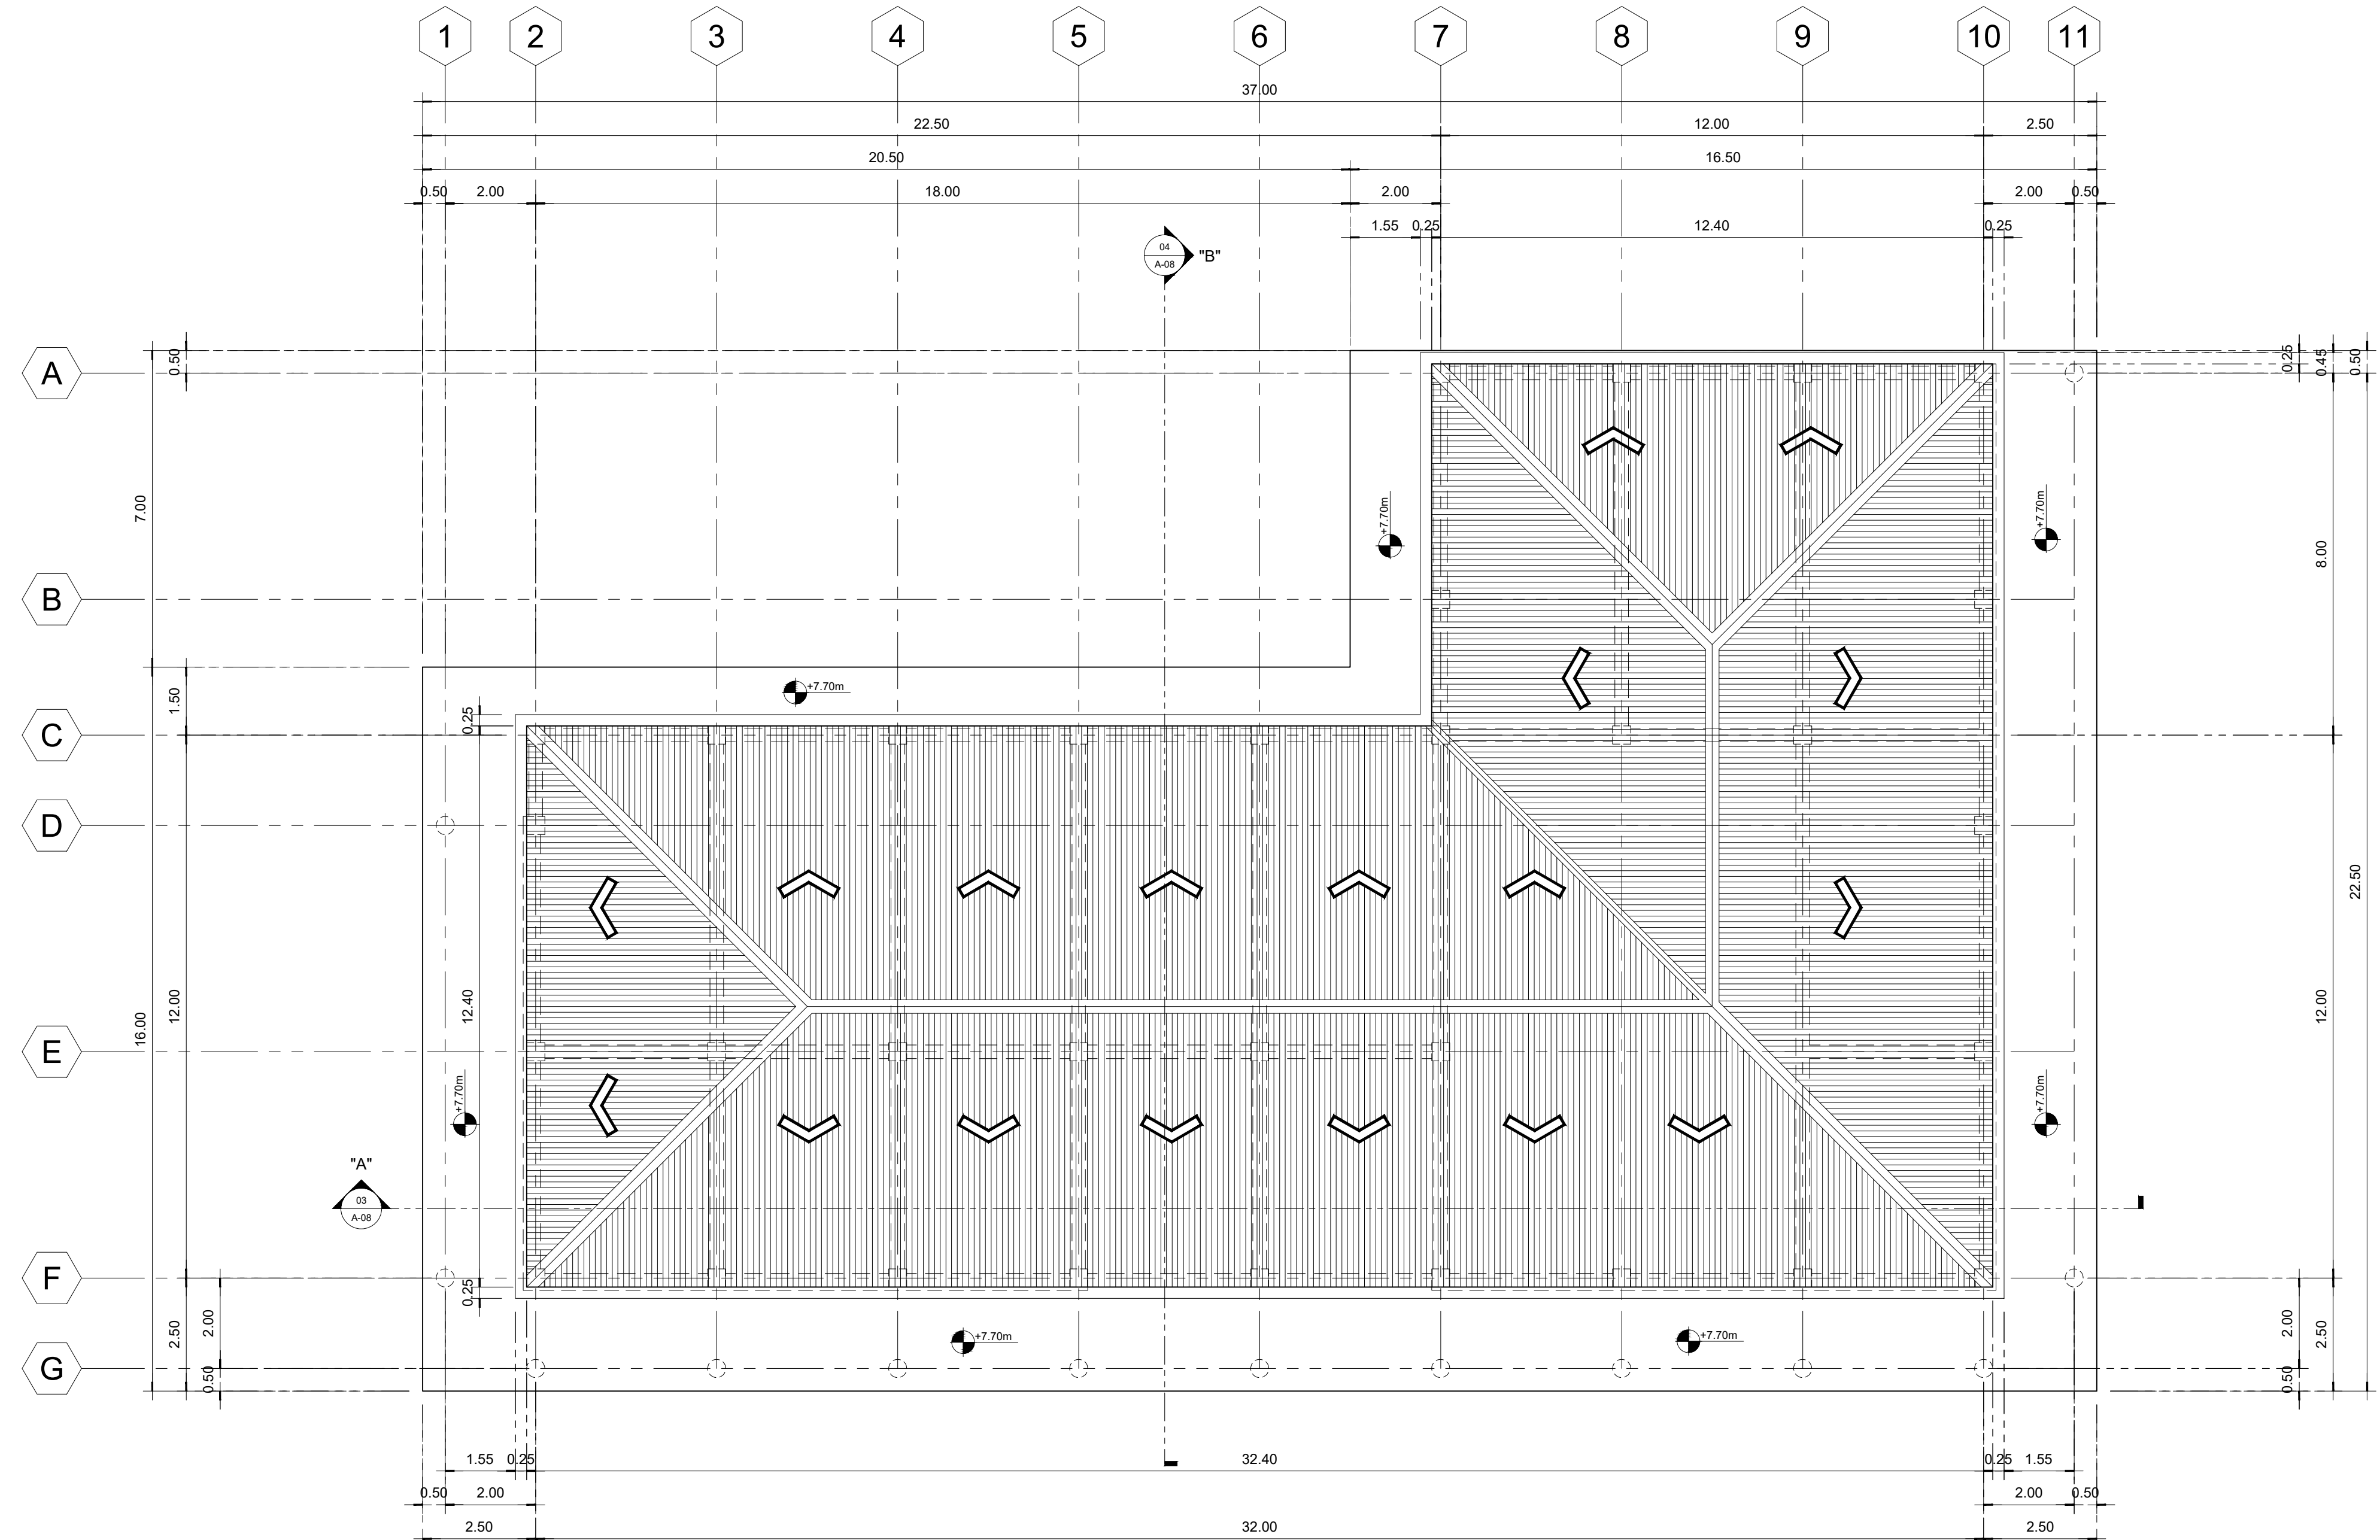 1 2 3 4 5 6 7 8 9 10 11
37.00
22.50 12.00 2.50
20.50 16.50
0.50 2.00 18.00 2.00 2.00 0.50
1.55 0.25 12.40 0.25
04
A-08
"B"
A
0.50
0.25
0.45
0.50
7.00
+7.70m
+7.70m
8.00
B
+7.70m
1.50
0.25
C
D
22.50
16.00
12.00
12.40
12.00
E
+7.70m
+7.70m
"A"
03
A-08
F
0.25
2.50
2.00
2.00
2.50
+7.70m
+7.70m
G
0.50
0.50
1.55 0.25 32.40 0.25 1.55
0.50 2.00 2.00 0.50
2.50 32.00 2.50